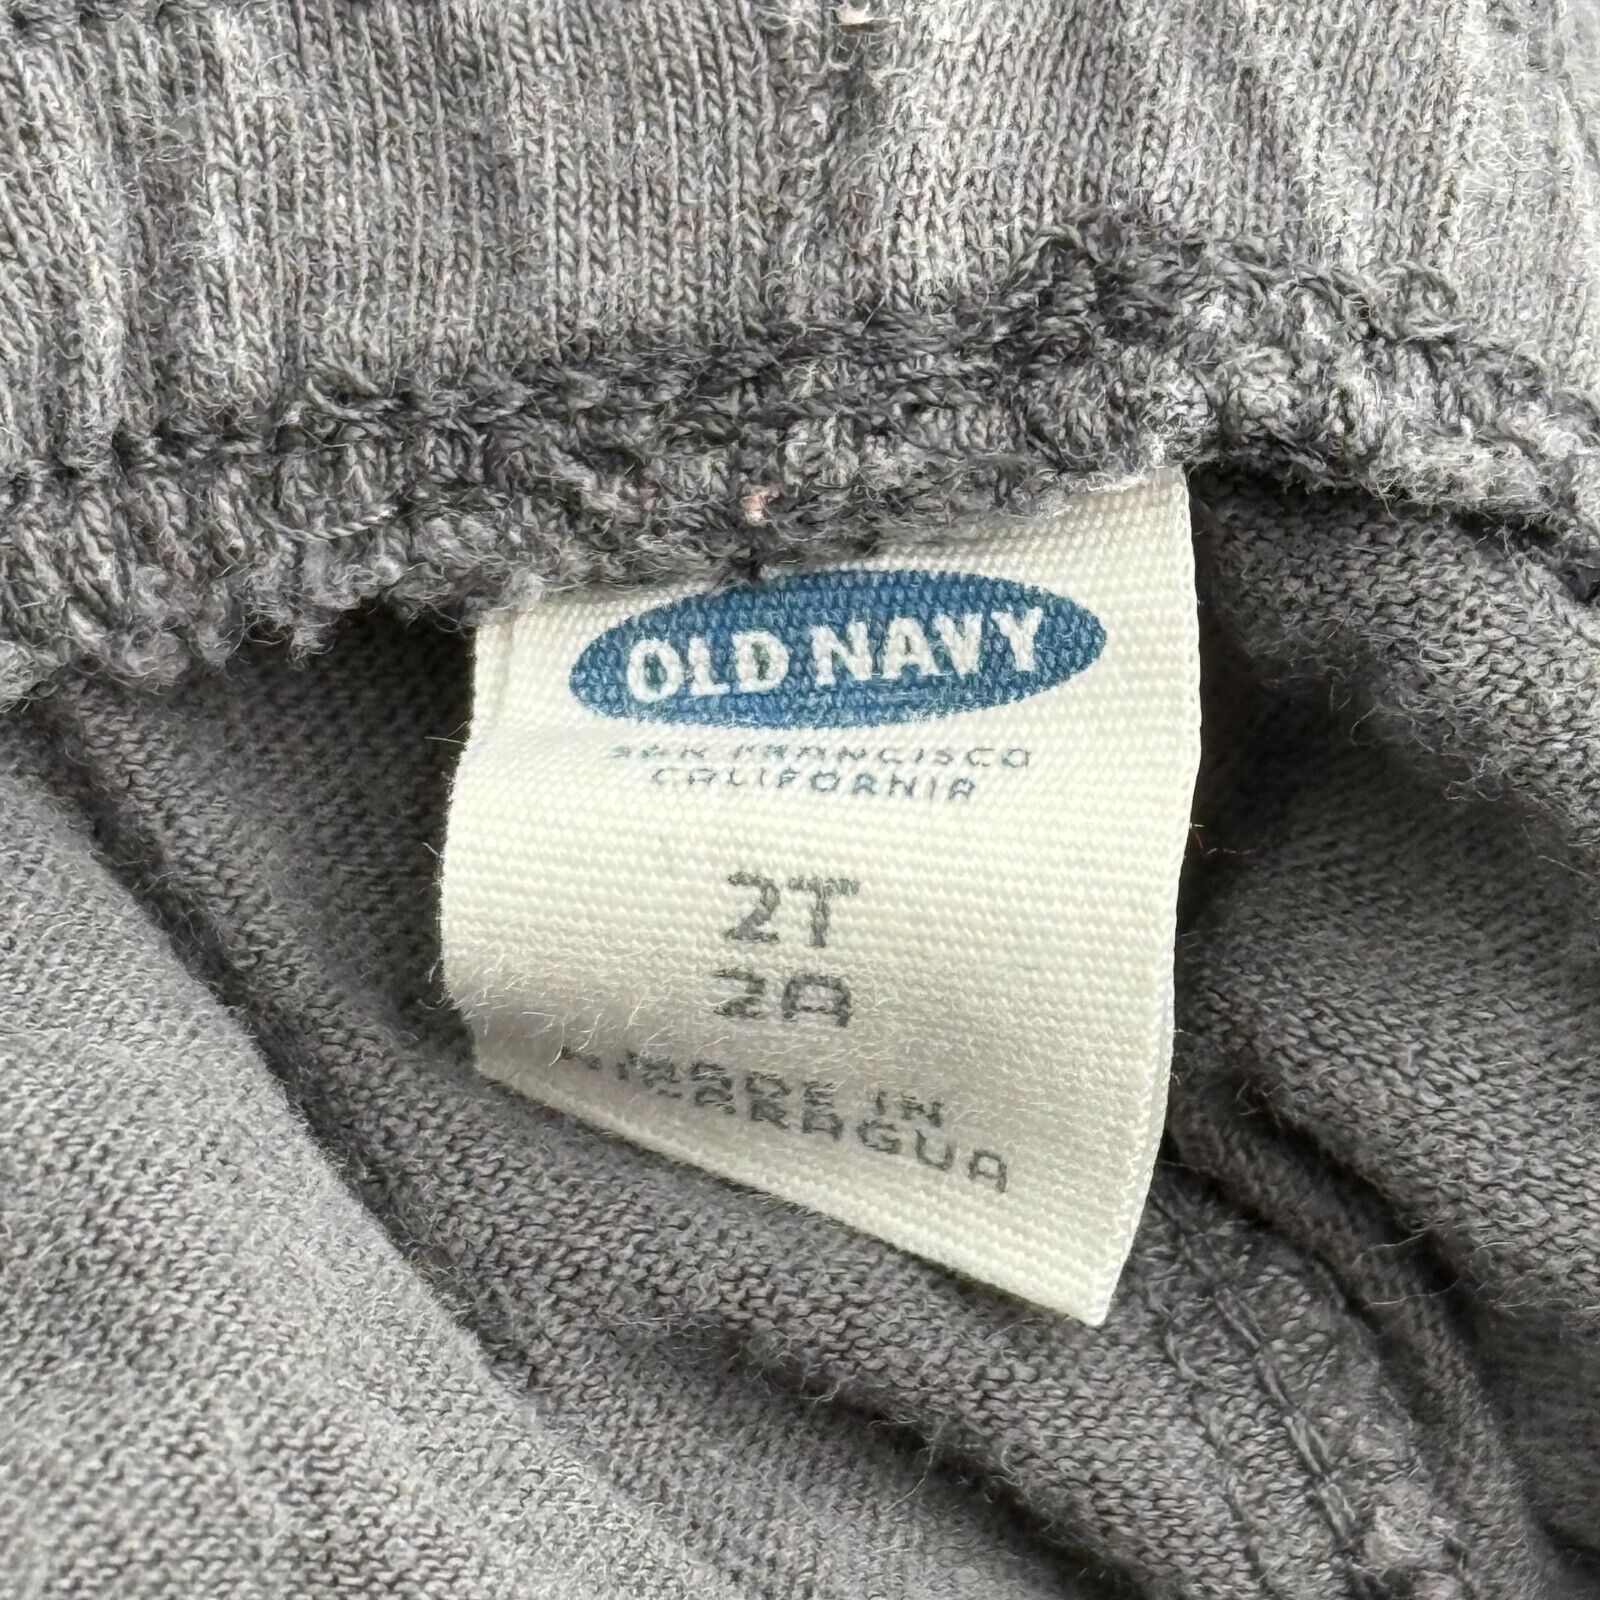 OLD NAVY
SAN FRANCISCO
CALIFORNIA
2T
2A
MADE IN
NICARAGUA